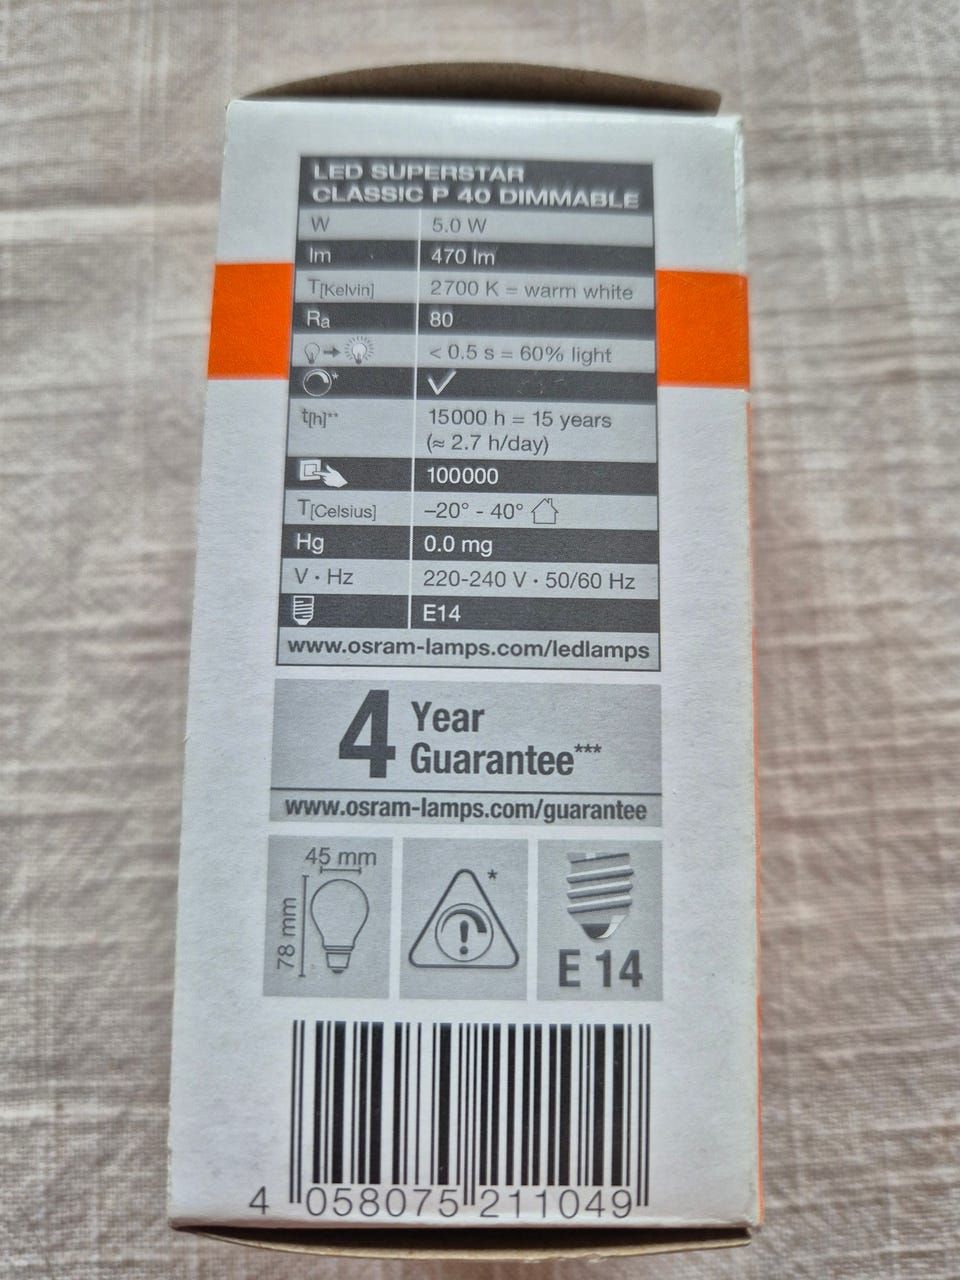 LED SUPERSTAR
CLASSIC P 40 DIMMABLE
W 5.0 W
lm 470 lm
T[Kelvin] 2700 K = warm white
Ra 80
< 0.5 s = 60% light
*
t[h]** 15000 h = 15 years
(≈ 2.7 h/day)
100000
T[Celsius] –20° - 40°
Hg 0.0 mg
V · Hz 220-240 V · 50/60 Hz
E14
www.osram-lamps.com/ledlamps
4 Year
Guarantee***
www.osram-lamps.com/guarantee
45 mm
78 mm
! *
E 14
4 058075 211049